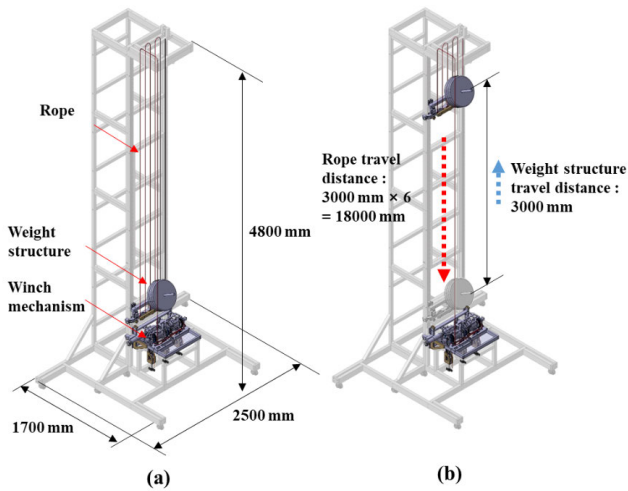 Rope
Weight
structure
Winch
mechanism
4800 mm
1700 mm
2500 mm
(a)
Rope travel
distance :
3000 mm × 6
= 18000 mm
Weight structure
travel distance :
3000 mm
(b)